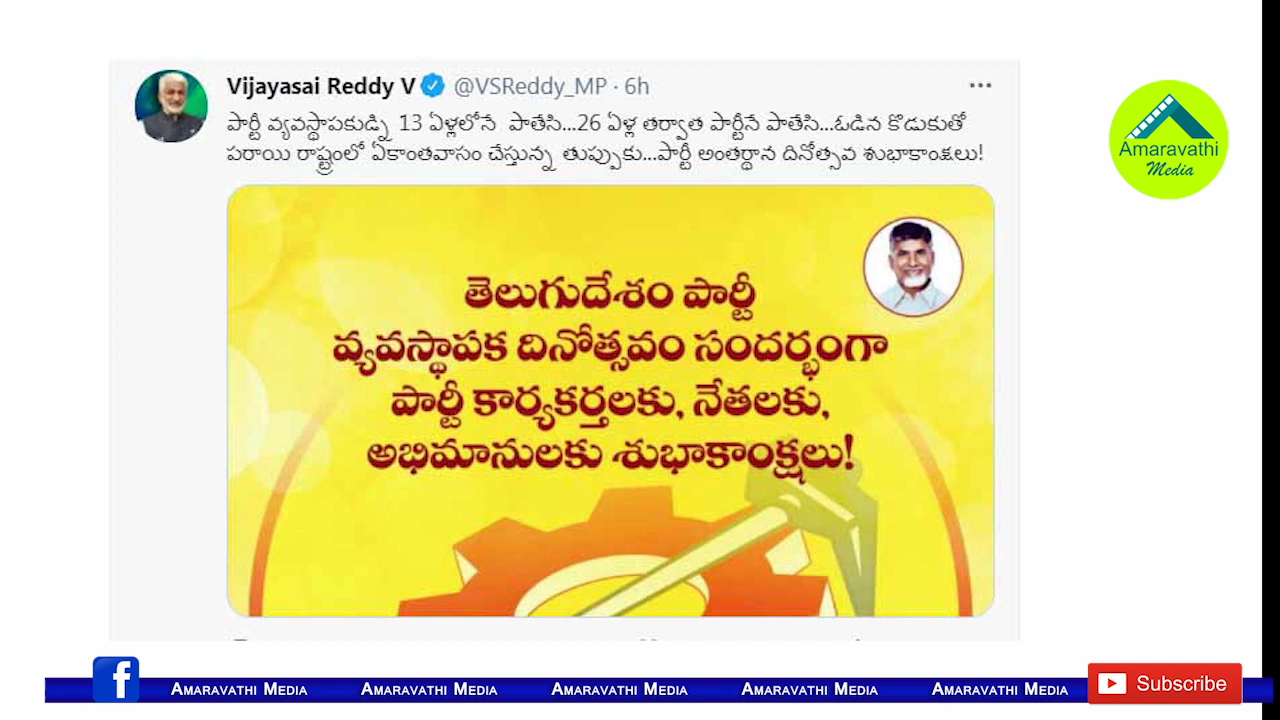 Vijayasai Reddy V @VSReddy_MP · 6h
పార్టీ వ్యవస్థాపకుడ్ని 13 ఏళ్లలోనే పాతేసి...26 ఏళ్ల తర్వాత పార్టీనే పాతేసి...ఓడిన కొడుకుతో
పరాయి రాష్ట్రంలో ఏకాంతవాసం చేస్తున్న తుప్పుకు...పార్టీ అంతర్థాన దినోత్సవ శుభాకాంక్షలు!
తెలుగుదేశం పార్టీ
వ్యవస్థాపక దినోత్సవం సందర్భంగా
పార్టీ కార్యకర్తలకు, నేతలకు,
అభిమానులకు శుభాకాంక్షలు!
Amaravathi
Media
f
AMARAVATHI MEDIA AMARAVATHI MEDIA AMARAVATHI MEDIA AMARAVATHI MEDIA AMARAVATHI MEDIA
Subscribe